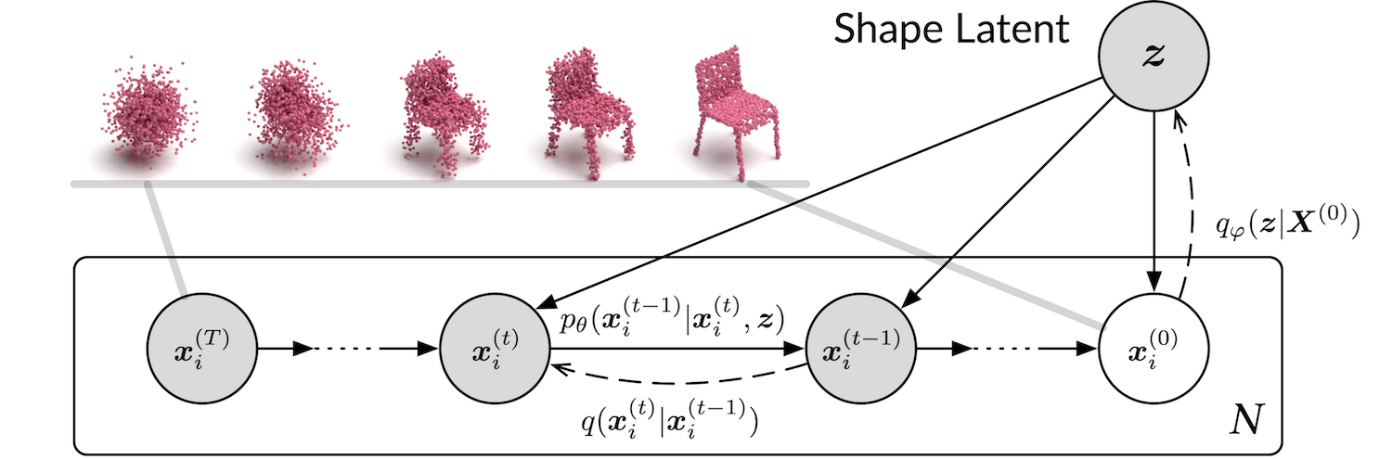 Shape Latent
z
q_φ(z|X^(0))
p_θ(x_i^(t−1)|x_i^(t), z)
x_i^(T)
x_i^(t)
x_i^(t−1)
x_i^(0)
q(x_i^(t)|x_i^(t−1))
N